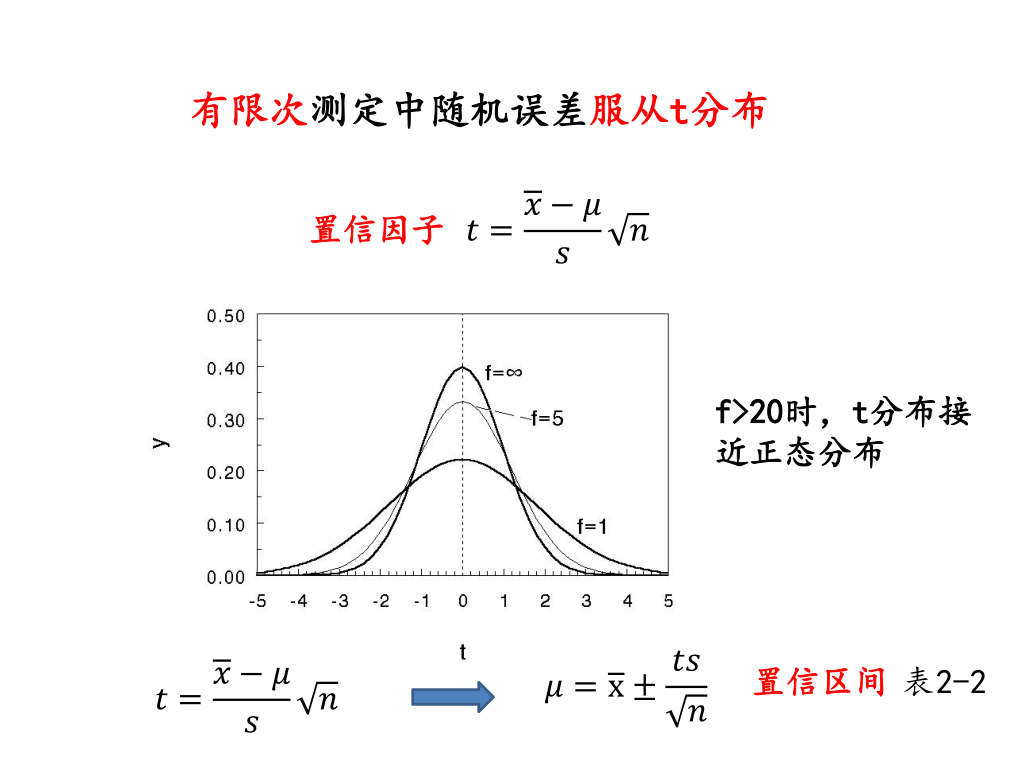 有限次测定中随机误差服从t分布
置信因子 $t=\frac{\overline{x}-\mu}{s}\sqrt{n}$
0.50
0.40
0.30
0.20
0.10
0.00
y
f=∞
f=5
f=1
-5 -4 -3 -2 -1 0 1 2 3 4 5
t
f>20时，t分布接
近正态分布
$t=\frac{\overline{x}-\mu}{s}\sqrt{n}$
$\mu=\overline{\mathrm{x}}\pm\frac{ts}{\sqrt{n}}$ 置信区间 表2-2